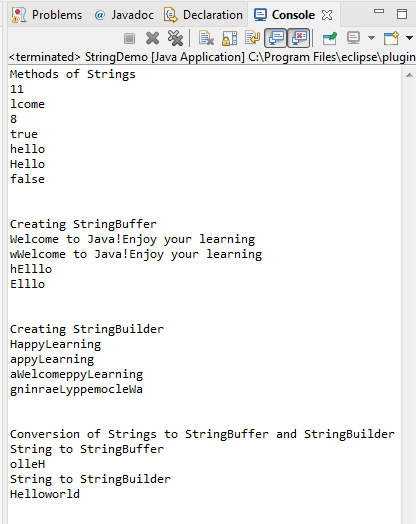 Problems @ Javadoc Declaration Console
<terminated> StringDemo [Java Application] C:\Program Files\eclipse\plugin
Methods of Strings
11
lcome
8
true
hello
Hello
false
Creating StringBuffer
Welcome to Java!Enjoy your learning
wWelcome to Java!Enjoy your learning
hElllo
Elllo
Creating StringBuilder
HappyLearning
appyLearning
aWelcomeppyLearning
gninraeLyppemocleWa
Conversion of Strings to StringBuffer and StringBuilder
String to StringBuffer
olleH
String to StringBuilder
Helloworld